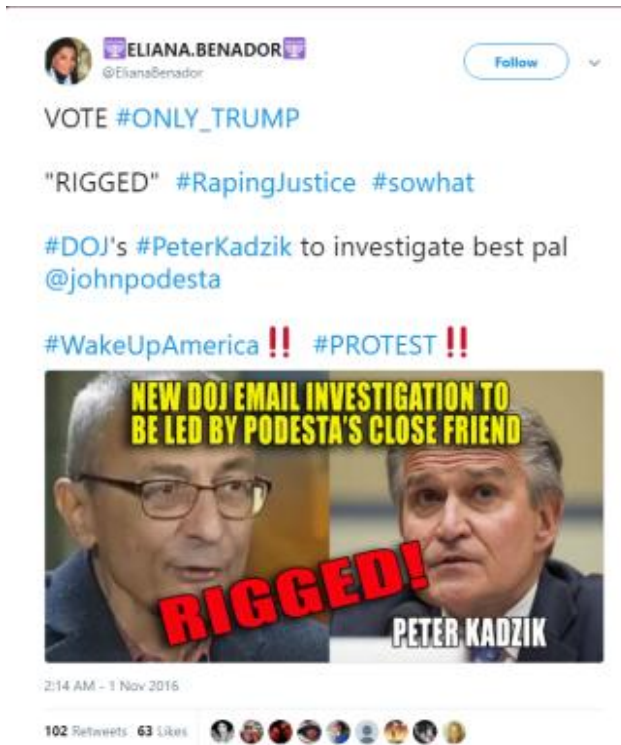 ELIANA.BENADOR
@ElianaBenador
Follow
VOTE #ONLY_TRUMP
"RIGGED" #RapingJustice #sowhat
#DOJ's #PeterKadzik to investigate best pal
@johnpodesta
#WakeUpAmerica‼ #PROTEST‼
NEW DOJ EMAIL INVESTIGATION TO
BE LED BY PODESTA'S CLOSE FRIEND
RIGGED!
PETER KADZIK
2:14 AM - 1 Nov 2016
102 Retweets 63 Likes